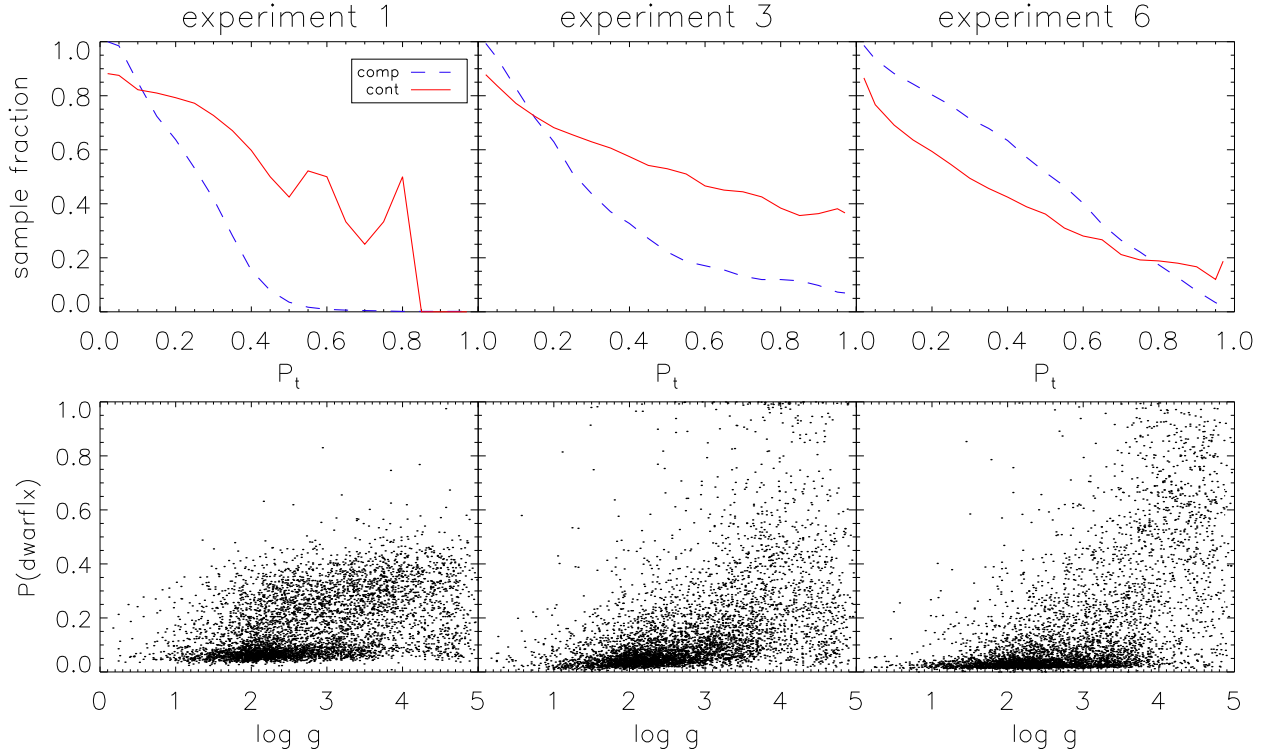 experiment 1 experiment 3 experiment 6
1.0
comp
cont
0.8
0.6
0.4
0.2
0.0
sample fraction
0.0 0.2 0.4 0.6 0.8 1.0 0.2 0.4 0.6 0.8 1.0 0.2 0.4 0.6 0.8 1.0
P_t P_t P_t
1.0
0.8
0.6
0.4
0.2
0.0
P(dwarf|x)
0 1 2 3 4 5 1 2 3 4 5 1 2 3 4 5
log g log g log g